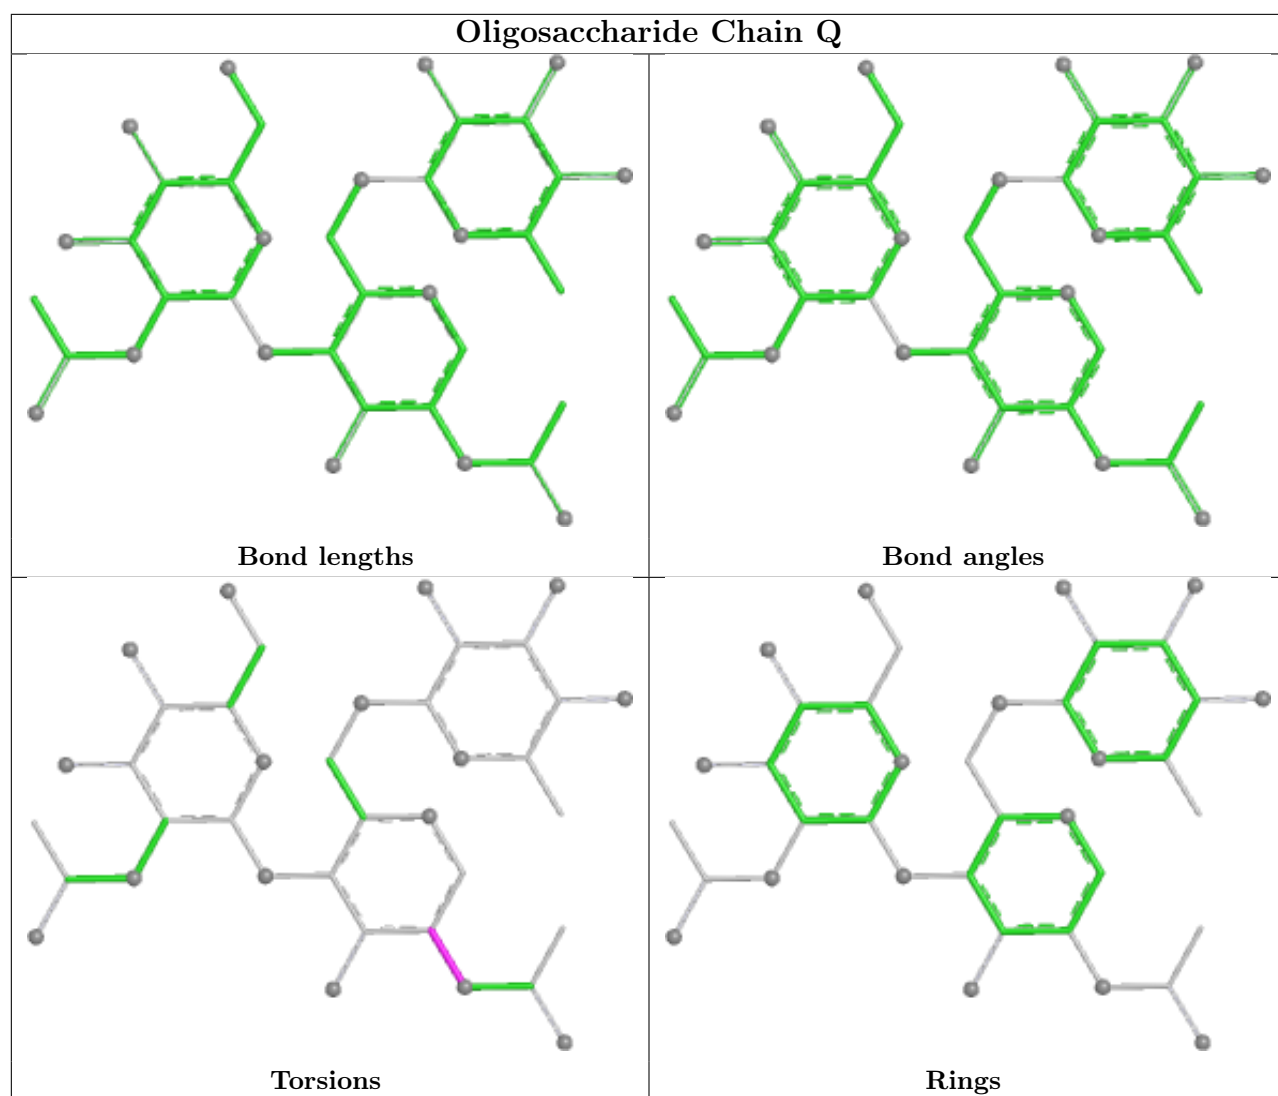 Oligosaccharide Chain Q
Bond lengths
Bond angles
Torsions
Rings